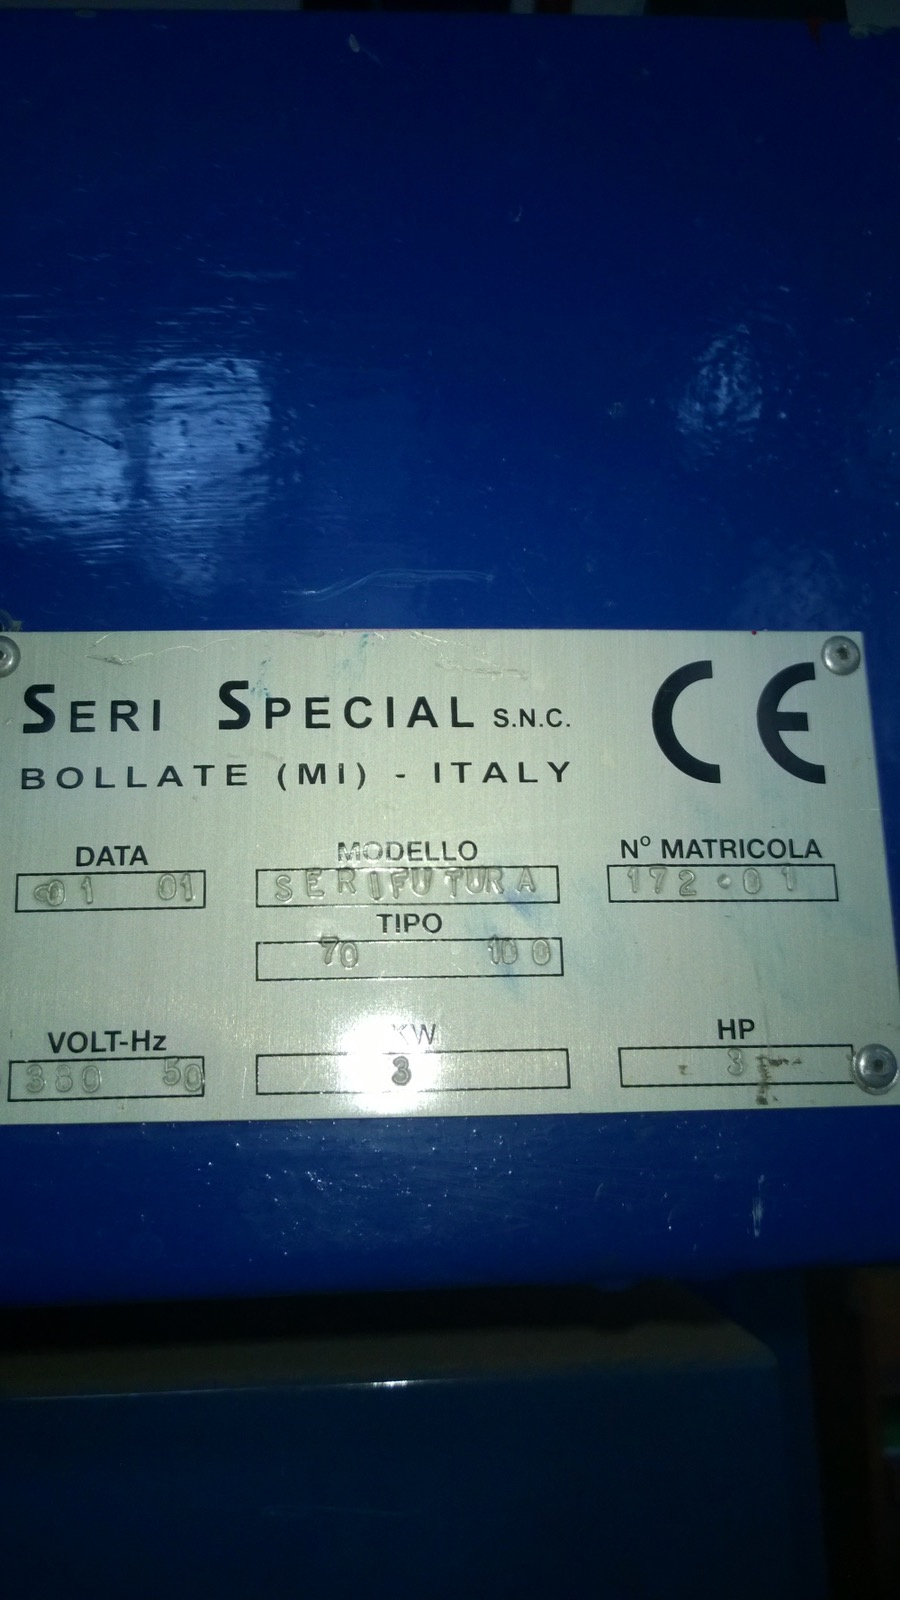 SERI SPECIAL S.N.C.
CE
BOLLATE (MI) - ITALY
DATA MODELLO Nº MATRICOLA
01 01 SERIFUTURA 172·01
TIPO
70 100
VOLT-Hz KW HP
380 50 3 3